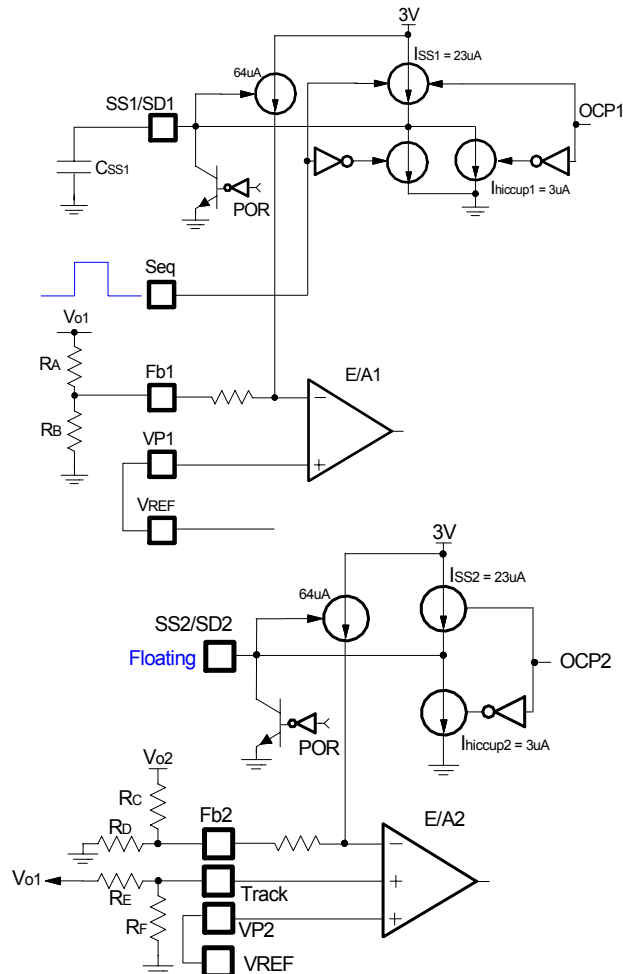 3V
ISS1 = 23uA
64uA
SS1/SD1
OCP1
CSS1
POR
Ihiccup1 = 3uA
Seq
Vo1
RA
Fb1
E/A1
RB
VP1
VREF
3V
ISS2 = 23uA
64uA
SS2/SD2
Floating
OCP2
POR
Ihiccup2 = 3uA
Vo2
RC
Fb2
E/A2
RD
Vo1
RE
Track
RF
VP2
VREF